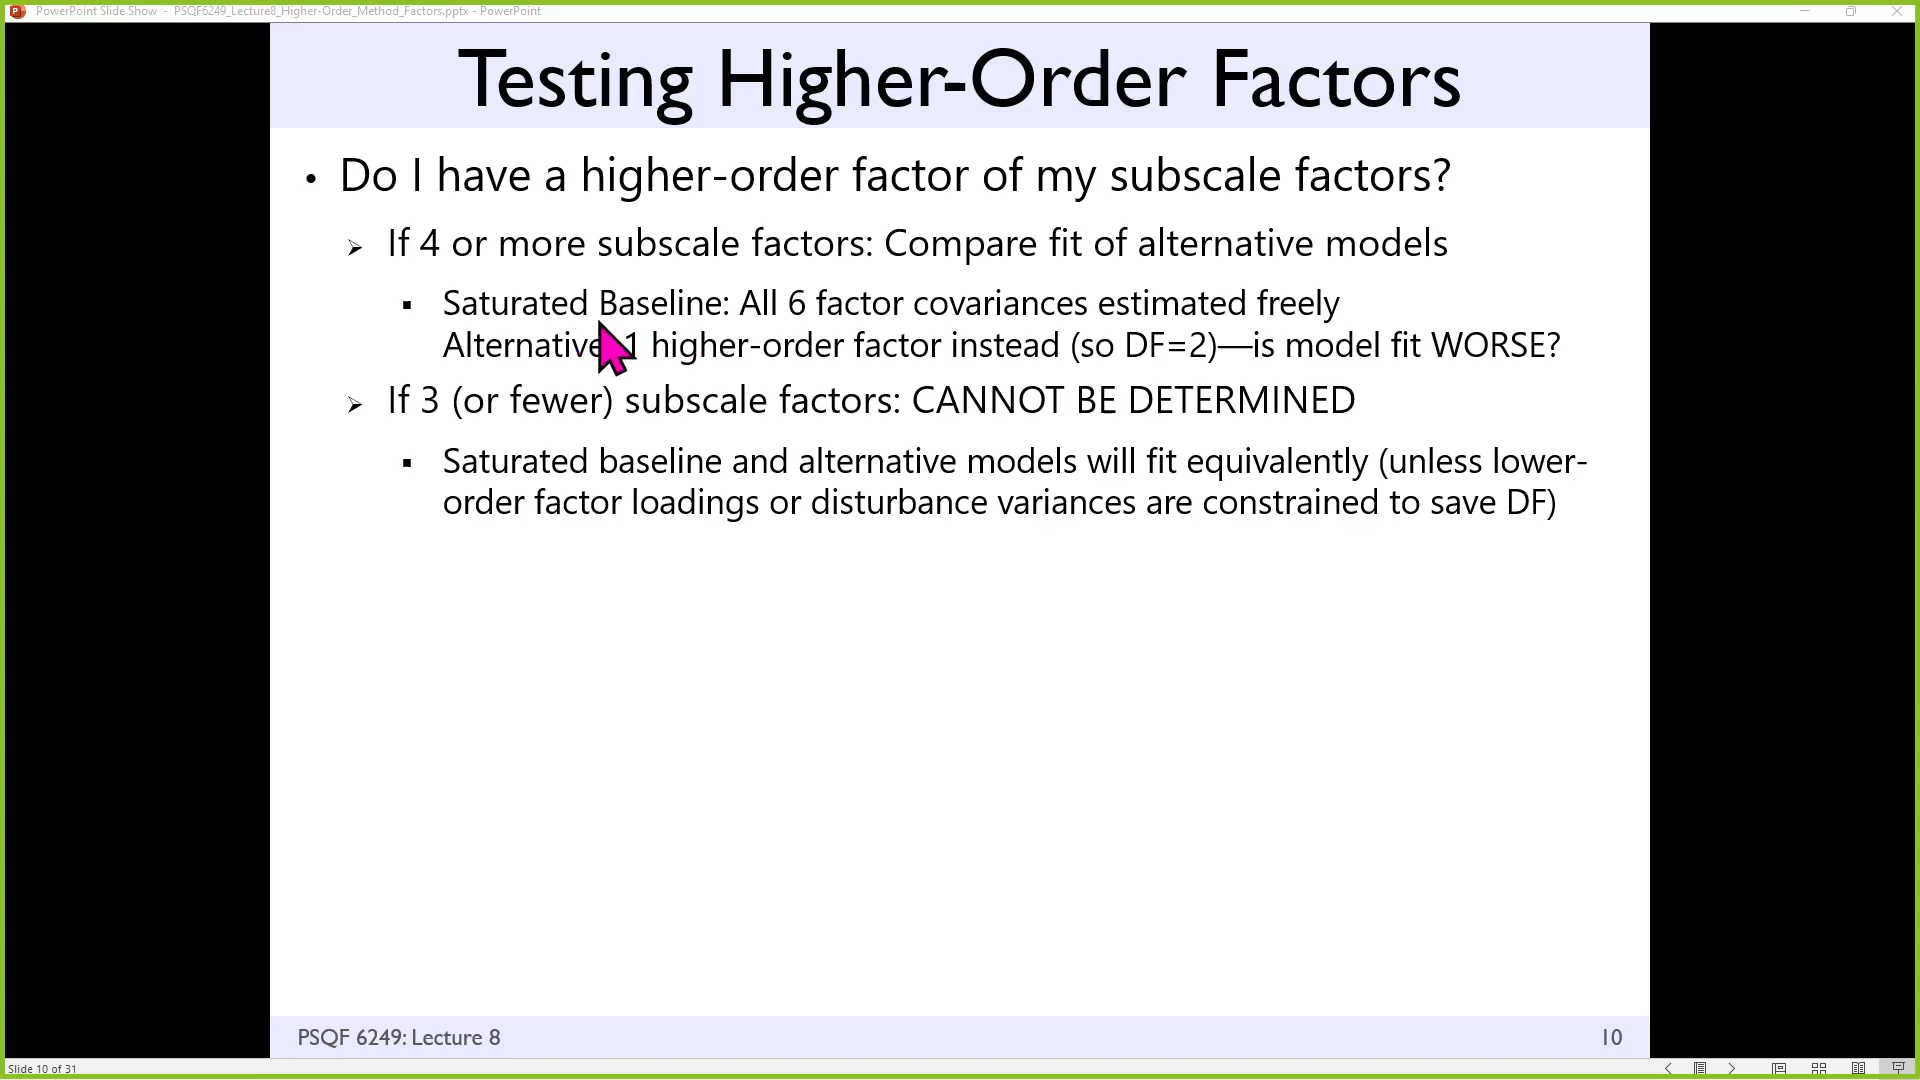 PowerPoint Slide Show - PSQF6249_Lecture8_Higher-Order_Method_Factors.pptx - PowerPoint
Testing Higher-Order Factors
• Do I have a higher-order factor of my subscale factors?
➢ If 4 or more subscale factors: Compare fit of alternative models
▪ Saturated Baseline: All 6 factor covariances estimated freely
Alternative 1 higher-order factor instead (so DF=2)—is model fit WORSE?
➢ If 3 (or fewer) subscale factors: CANNOT BE DETERMINED
▪ Saturated baseline and alternative models will fit equivalently (unless lower-
order factor loadings or disturbance variances are constrained to save DF)
PSQF 6249: Lecture 8
10
Slide 10 of 31